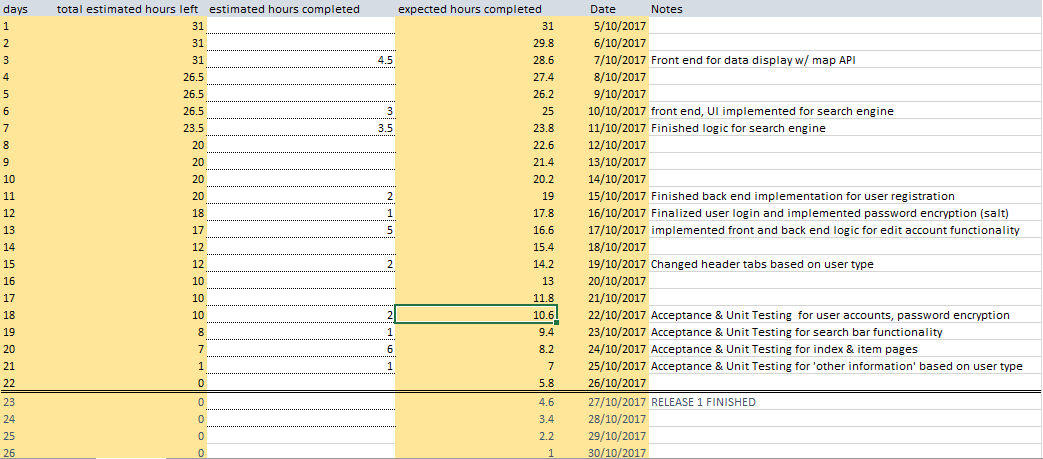 days total estimated hours left estimated hours completed expected hours completed Date Notes
1 31 31 5/10/2017
2 31 29.8 6/10/2017
3 31 4.5 28.6 7/10/2017 Front end for data display w/ map API
4 26.5 27.4 8/10/2017
5 26.5 26.2 9/10/2017
6 26.5 3 25 10/10/2017 front end, UI implemented for search engine
7 23.5 3.5 23.8 11/10/2017 Finished logic for search engine
8 20 22.6 12/10/2017
9 20 21.4 13/10/2017
10 20 20.2 14/10/2017
11 20 2 19 15/10/2017 Finished back end implementation for user registration
12 18 1 17.8 16/10/2017 Finalized user login and implemented password encryption (salt)
13 17 5 16.6 17/10/2017 implemented front and back end logic for edit account functionality
14 12 15.4 18/10/2017
15 12 2 14.2 19/10/2017 Changed header tabs based on user type
16 10 13 20/10/2017
17 10 11.8 21/10/2017
18 10 2 10.6 22/10/2017 Acceptance & Unit Testing for user accounts, password encryption
19 8 1 9.4 23/10/2017 Acceptance & Unit Testing for search bar functionality
20 7 6 8.2 24/10/2017 Acceptance & Unit Testing for index & item pages
21 1 1 7 25/10/2017 Acceptance & Unit Testing for 'other information' based on user type
22 0 5.8 26/10/2017
23 0 4.6 27/10/2017 RELEASE 1 FINISHED
24 0 3.4 28/10/2017
25 0 2.2 29/10/2017
26 0 1 30/10/2017